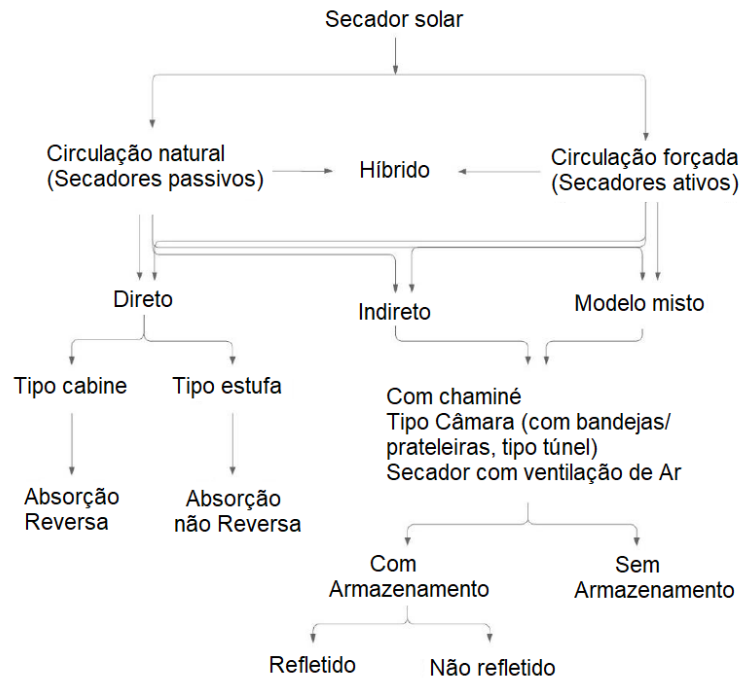 Secador solar
Circulação natural
(Secadores passivos)
Híbrido
Circulação forçada
(Secadores ativos)
Direto
Indireto
Modelo misto
Tipo cabine
Tipo estufa
Com chaminé
Tipo Câmara (com bandejas/
prateleiras, tipo túnel)
Secador com ventilação de Ar
Absorção
Reversa
Absorção
não Reversa
Com
Armazenamento
Sem
Armazenamento
Refletido
Não refletido